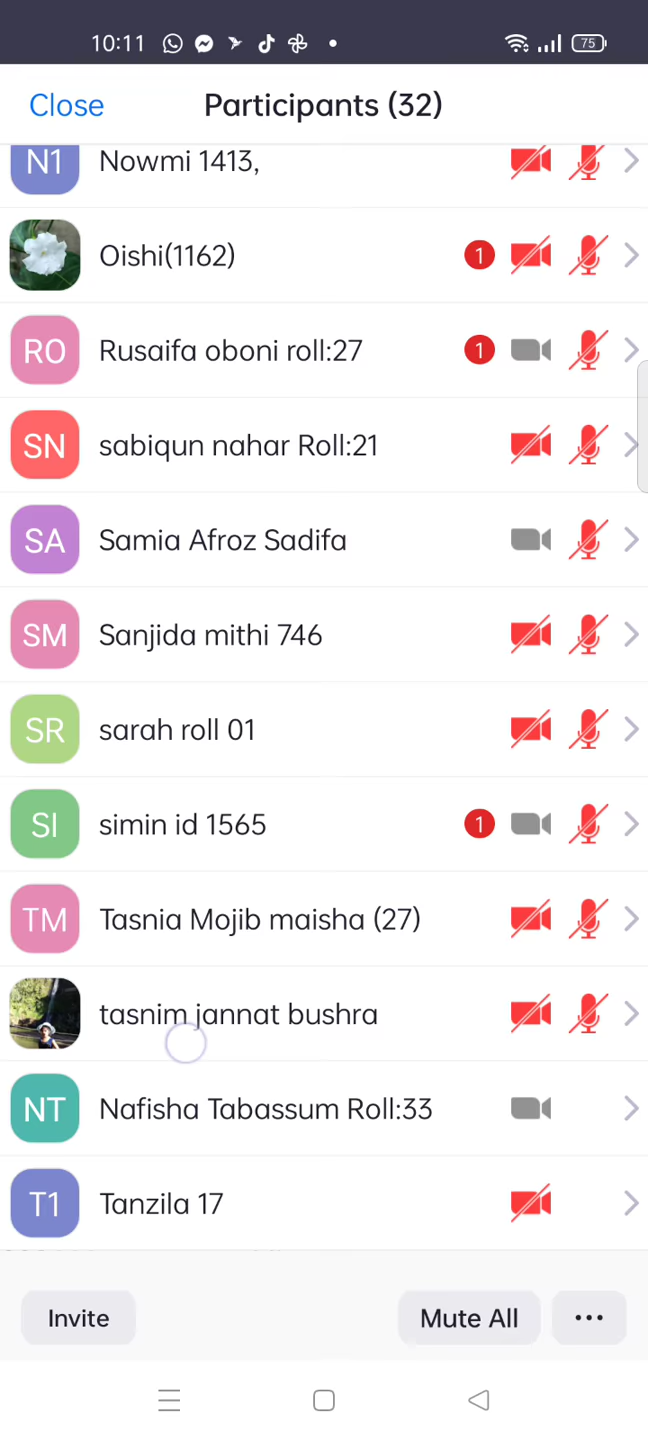 10:11 75
Close Participants (32)
N1 Nowmi 1413,
Oishi(1162) 1
RO Rusaifa oboni roll:27 1
SN sabiqun nahar Roll:21
SA Samia Afroz Sadifa
SM Sanjida mithi 746
SR sarah roll 01
SI simin id 1565 1
TM Tasnia Mojib maisha (27)
tasnim jannat bushra
NT Nafisha Tabassum Roll:33
T1 Tanzila 17
Invite Mute All